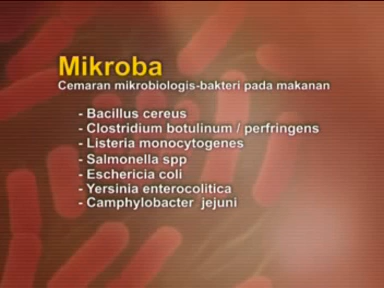 Mikroba
Cemaran mikrobiologis-bakteri pada makanan
- Bacillus cereus
- Clostridium botulinum / perfringens
- Listeria monocytogenes
- Salmonella spp
- Eschericia coli
- Yersinia enterocolitica
- Camphylobacter jejuni